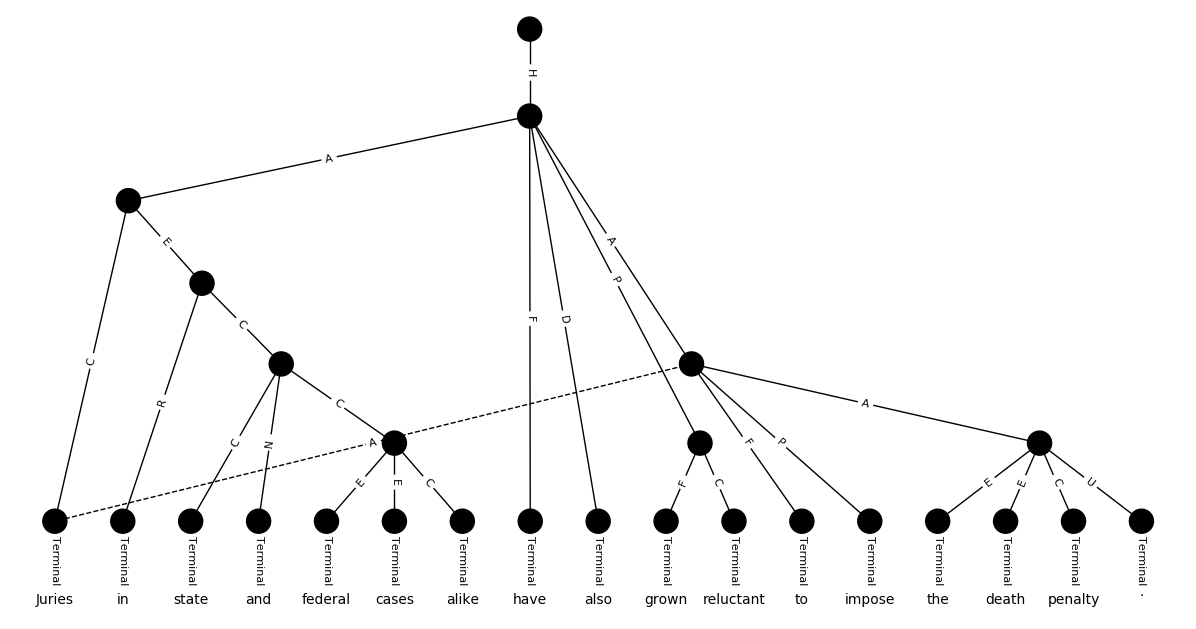 H
A
E
A
P
C
F
D
C
A
R
C
C
N
A
F
P
E
E
C
F
C
E
E
C
U
Terminal Terminal Terminal Terminal Terminal Terminal Terminal Terminal Terminal Terminal Terminal Terminal Terminal Terminal Terminal Terminal Terminal
Juries in state and federal cases alike have also grown reluctant to impose the death penalty .